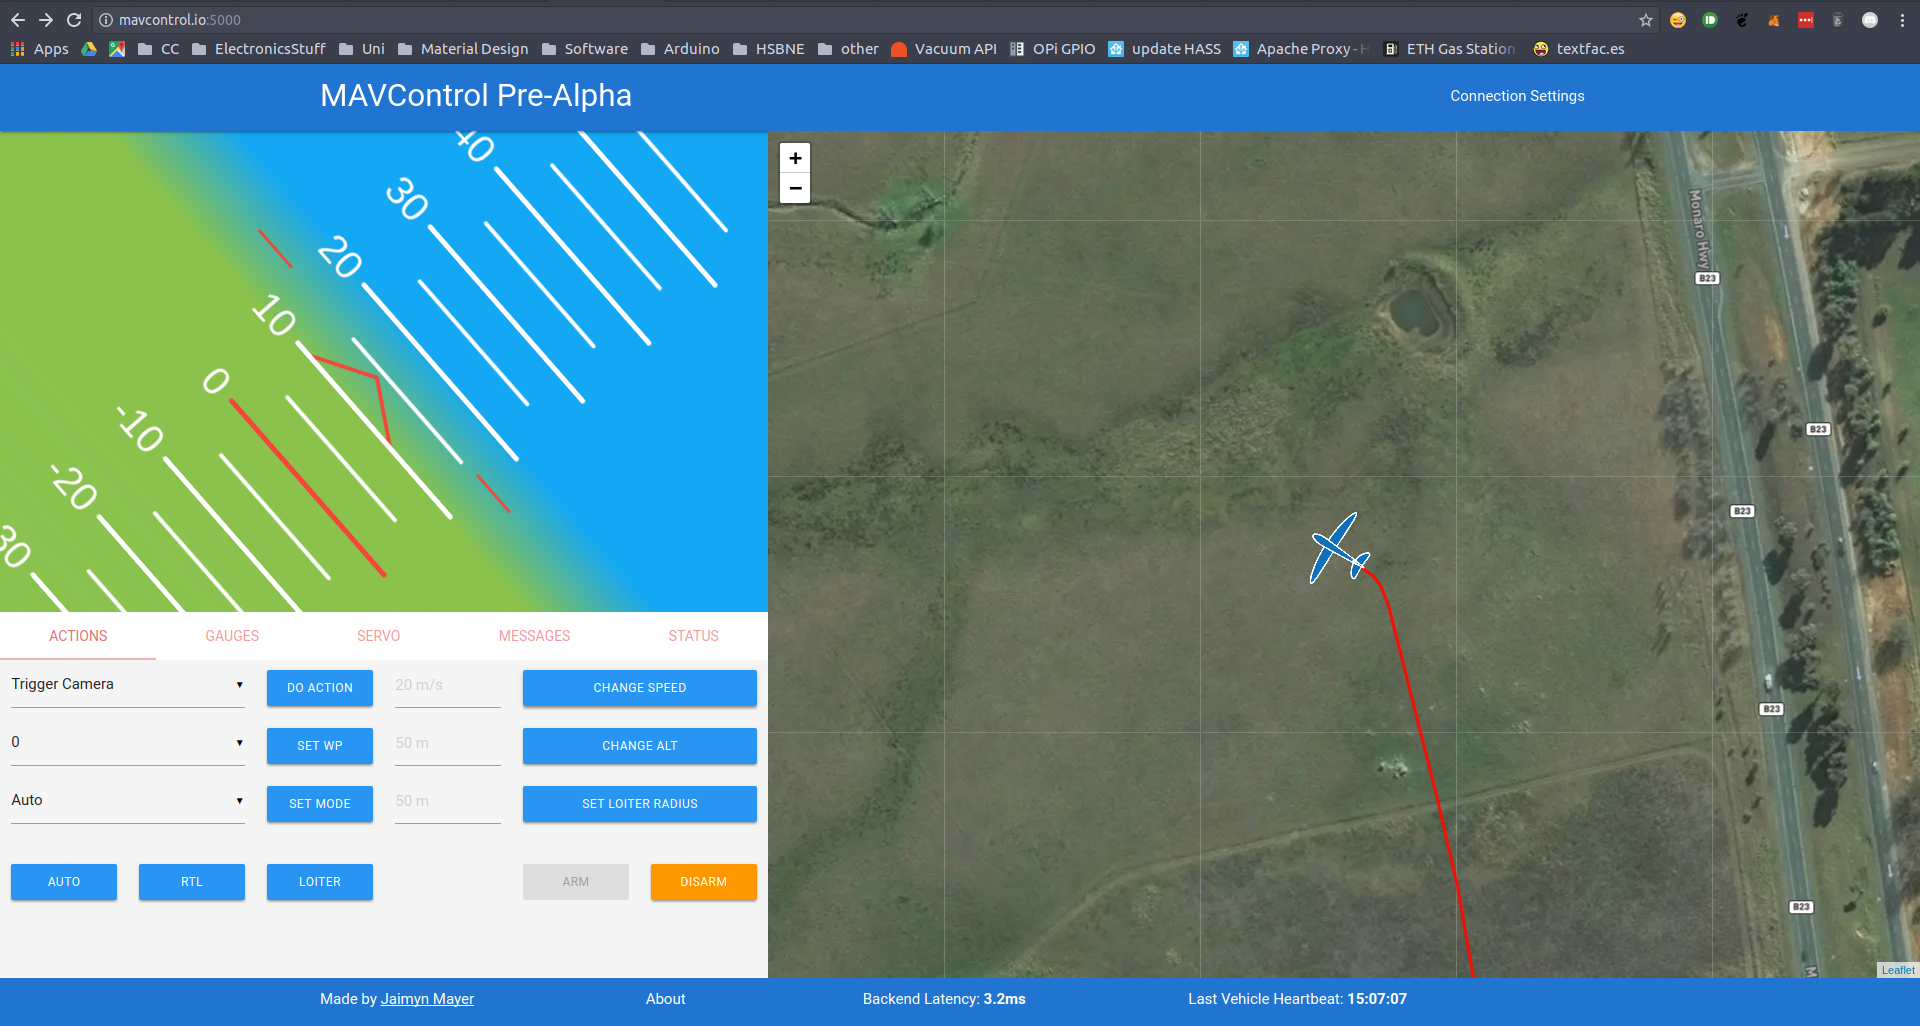 mavcontrol.io:5000
Apps CC ElectronicsStuff Uni Material Design Software Arduino HSBNE other Vacuum API OPi GPIO update HASS Apache Proxy - H ETH Gas Station textfac.es
MAVControl Pre-Alpha
Connection Settings
40
30
20
10
0
-10
-20
30
ACTIONS GAUGES SERVO MESSAGES STATUS
Trigger Camera ▼ DO ACTION 20 m/s CHANGE SPEED
0 ▼ SET WP 50 m CHANGE ALT
Auto ▼ SET MODE 50 m SET LOITER RADIUS
AUTO RTL LOITER ARM DISARM
+
−
Monaro Hwy
B23
B23
B23
B23
B23
M
Leaflet
Made by Jaimyn Mayer About Backend Latency: 3.2ms Last Vehicle Heartbeat: 15:07:07